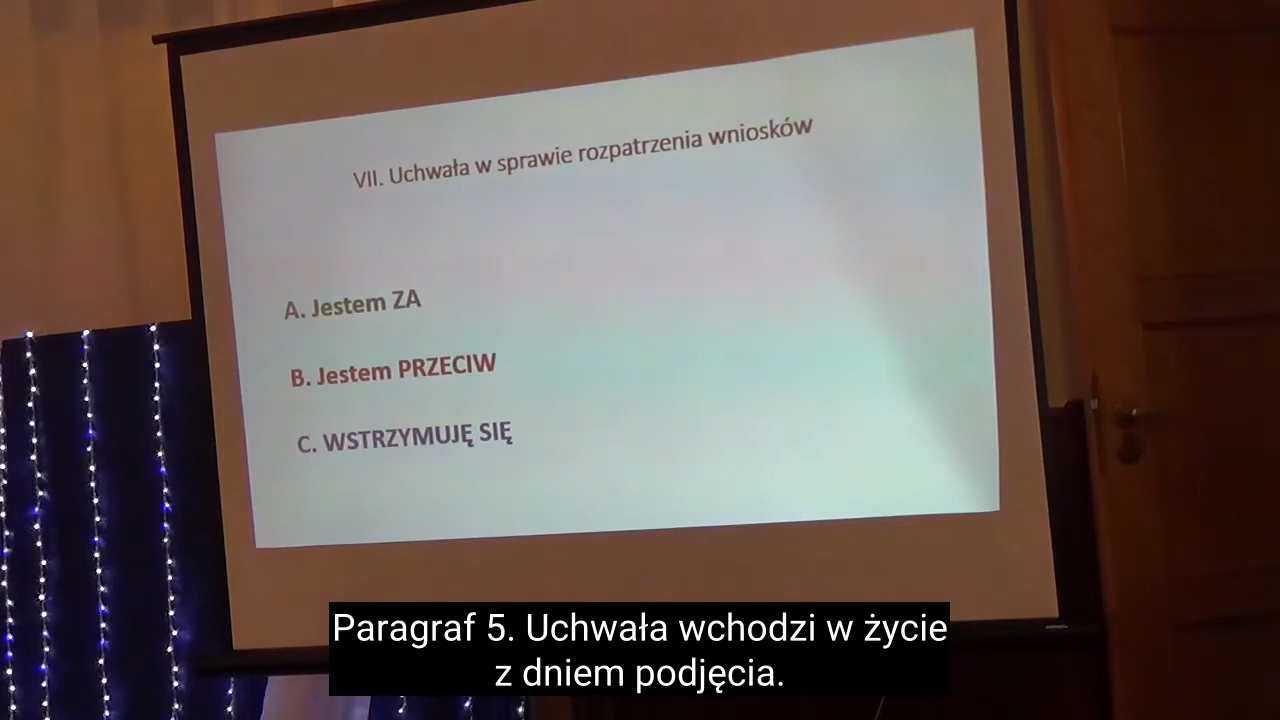 VII. Uchwała w sprawie rozpatrzenia wniosków
A. Jestem ZA
B. Jestem PRZECIW
C. WSTRZYMUJĘ SIĘ
Paragraf 5. Uchwała wchodzi w życie
z dniem podjęcia.